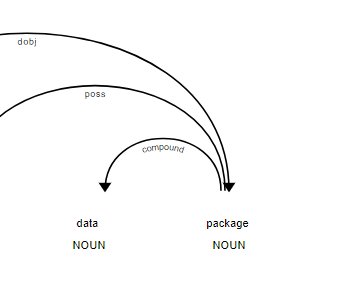 dobj
poss
compound
data package
NOUN NOUN